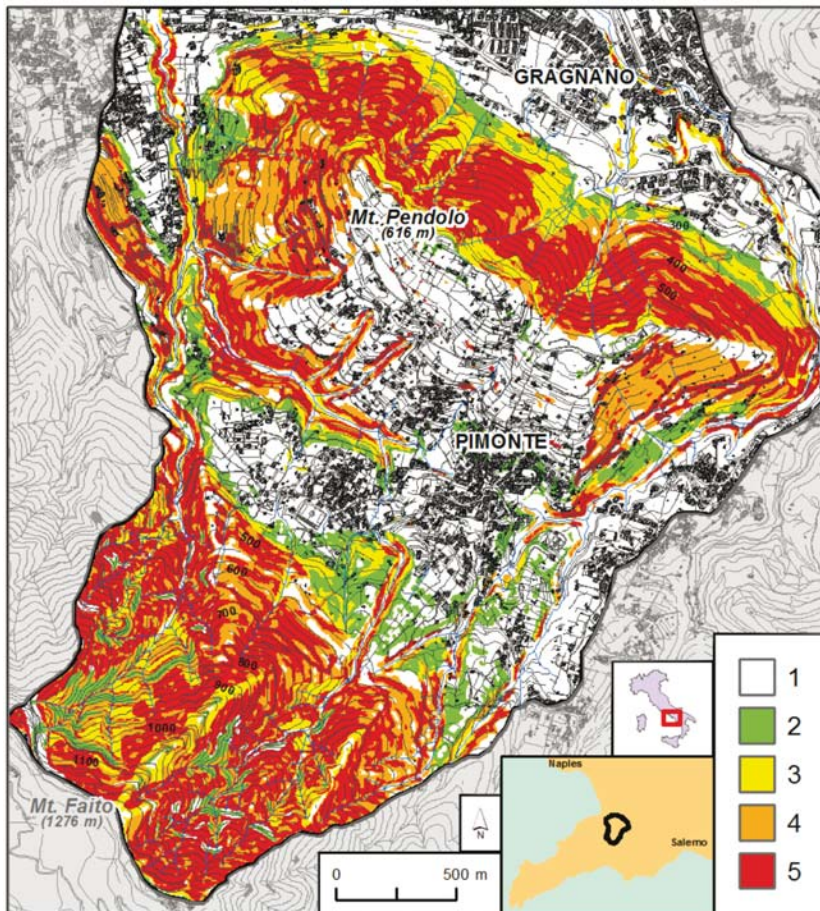 GRAGNANO
Mt. Pendolo
(616 m)
300
400
500
PIMONTE
500
600
700
800
900
1000
1100
Mt. Faito
(1276 m)
N
0 500 m
Naples
Salerno
1
2
3
4
5